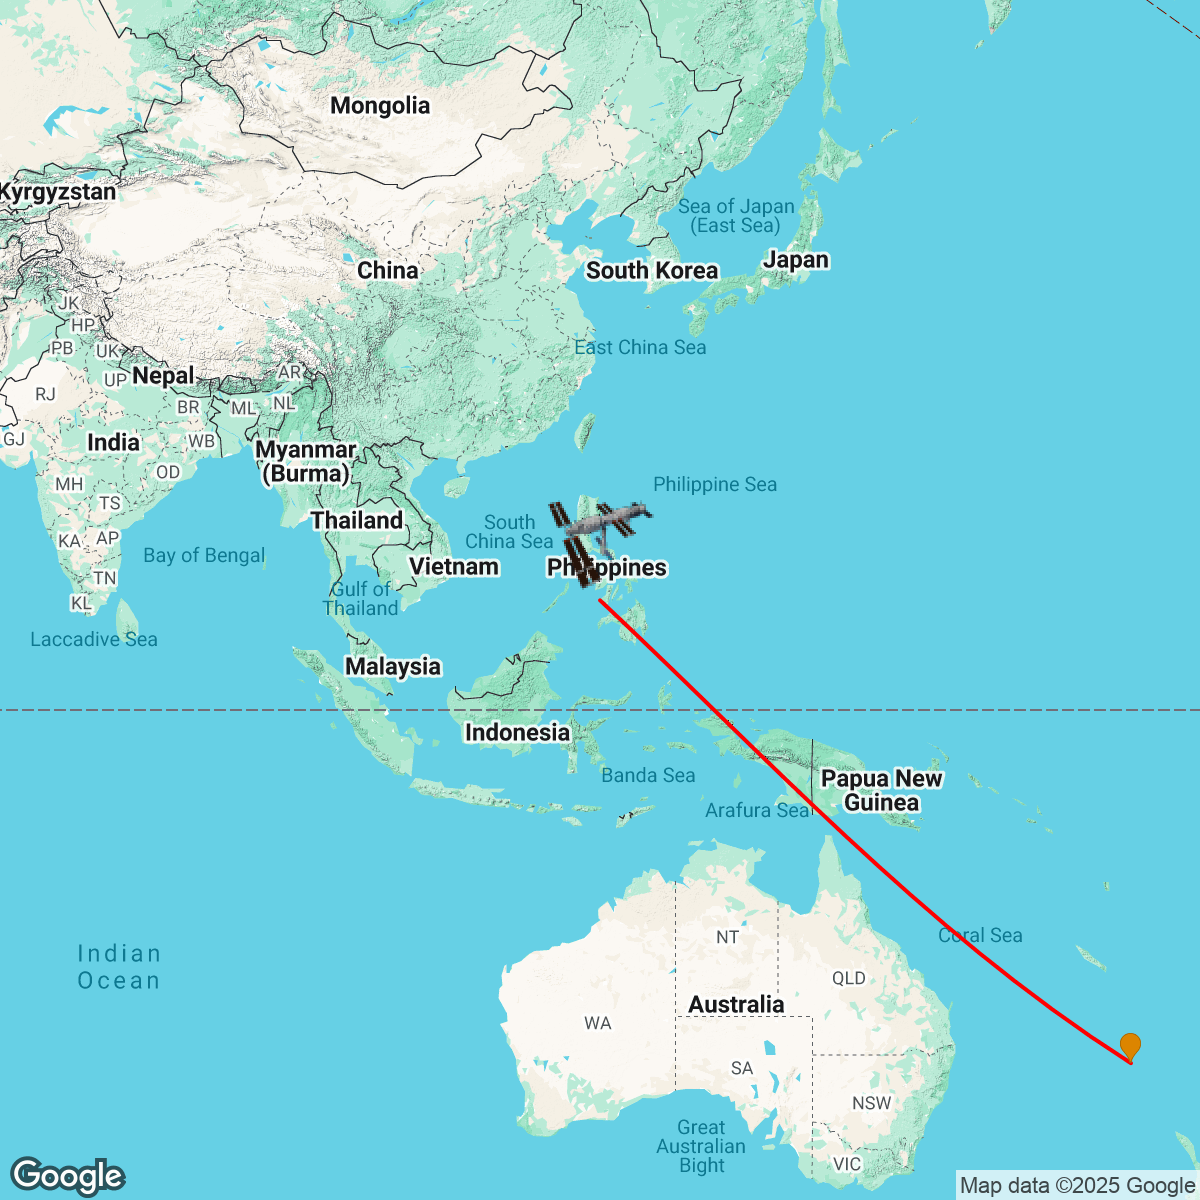 Mongolia
Kyrgyzstan
Sea of Japan
(East Sea)
Japan
China
South Korea
JK
HP
PB
UK
East China Sea
Nepal
AR
UP
RJ
BR
ML
NL
GJ
India
WB
Myanmar
(Burma)
OD
MH
Philippine Sea
TS
Thailand
South
China Sea
KA
AP
Bay of Bengal
Vietnam
Philippines
TN
Gulf of
Thailand
KL
Laccadive Sea
Malaysia
Indonesia
Banda Sea
Papua New
Guinea
Arafura Sea
NT
Coral Sea
Indian
Ocean
QLD
Australia
WA
SA
NSW
Great
Australian
Bight
VIC
Google
Map data ©2025 Google